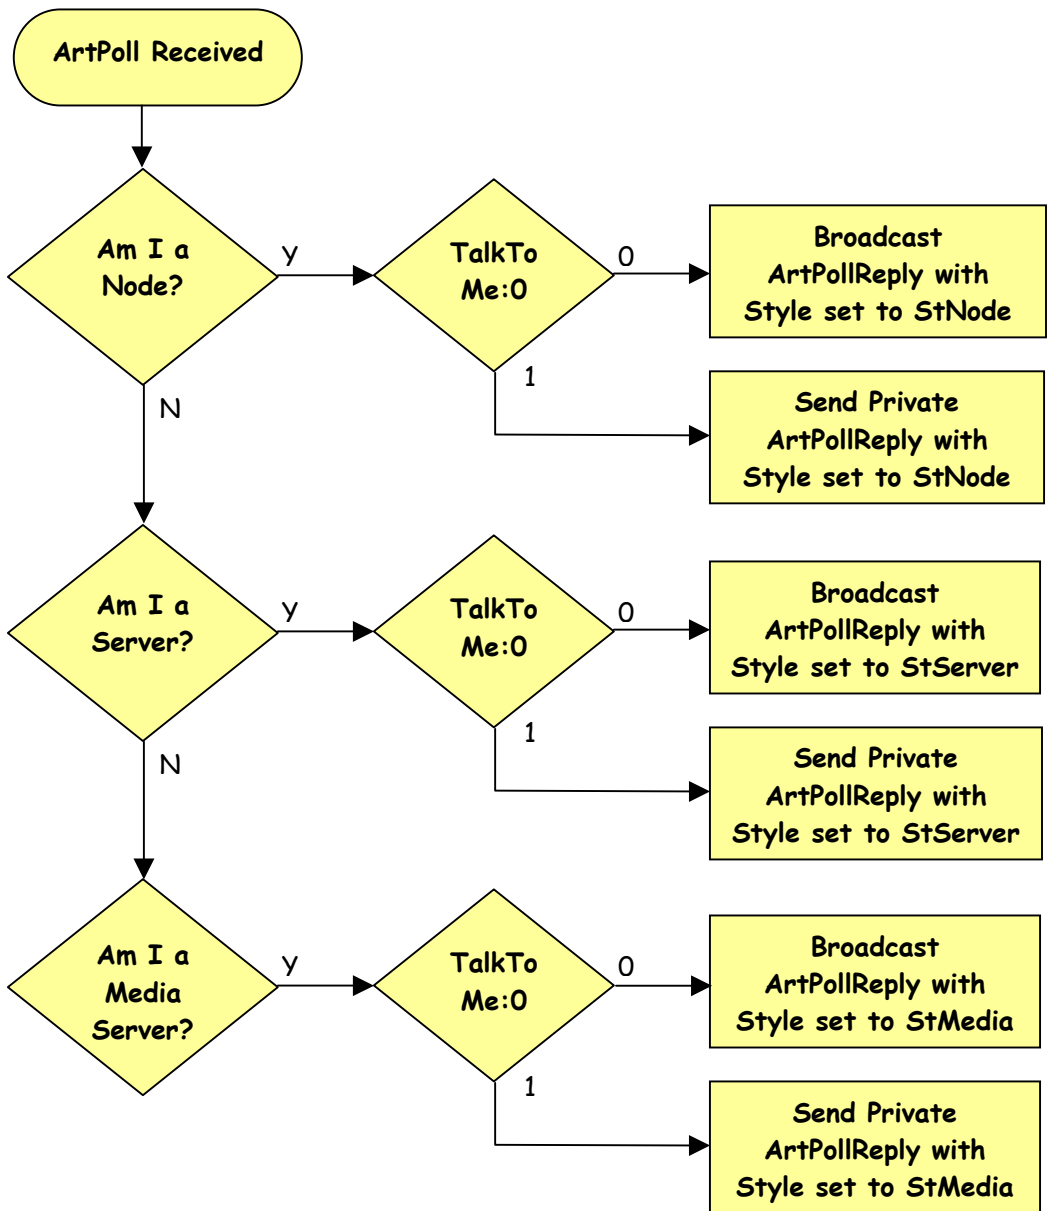 ArtPoll Received
Am I a
Node?
Y
TalkTo
Me:0
0
Broadcast
ArtPollReply with
Style set to StNode
1
Send Private
ArtPollReply with
Style set to StNode
N
Am I a
Server?
Y
TalkTo
Me:0
0
Broadcast
ArtPollReply with
Style set to StServer
1
Send Private
ArtPollReply with
Style set to StServer
N
Am I a
Media
Server?
Y
TalkTo
Me:0
0
Broadcast
ArtPollReply with
Style set to StMedia
1
Send Private
ArtPollReply with
Style set to StMedia